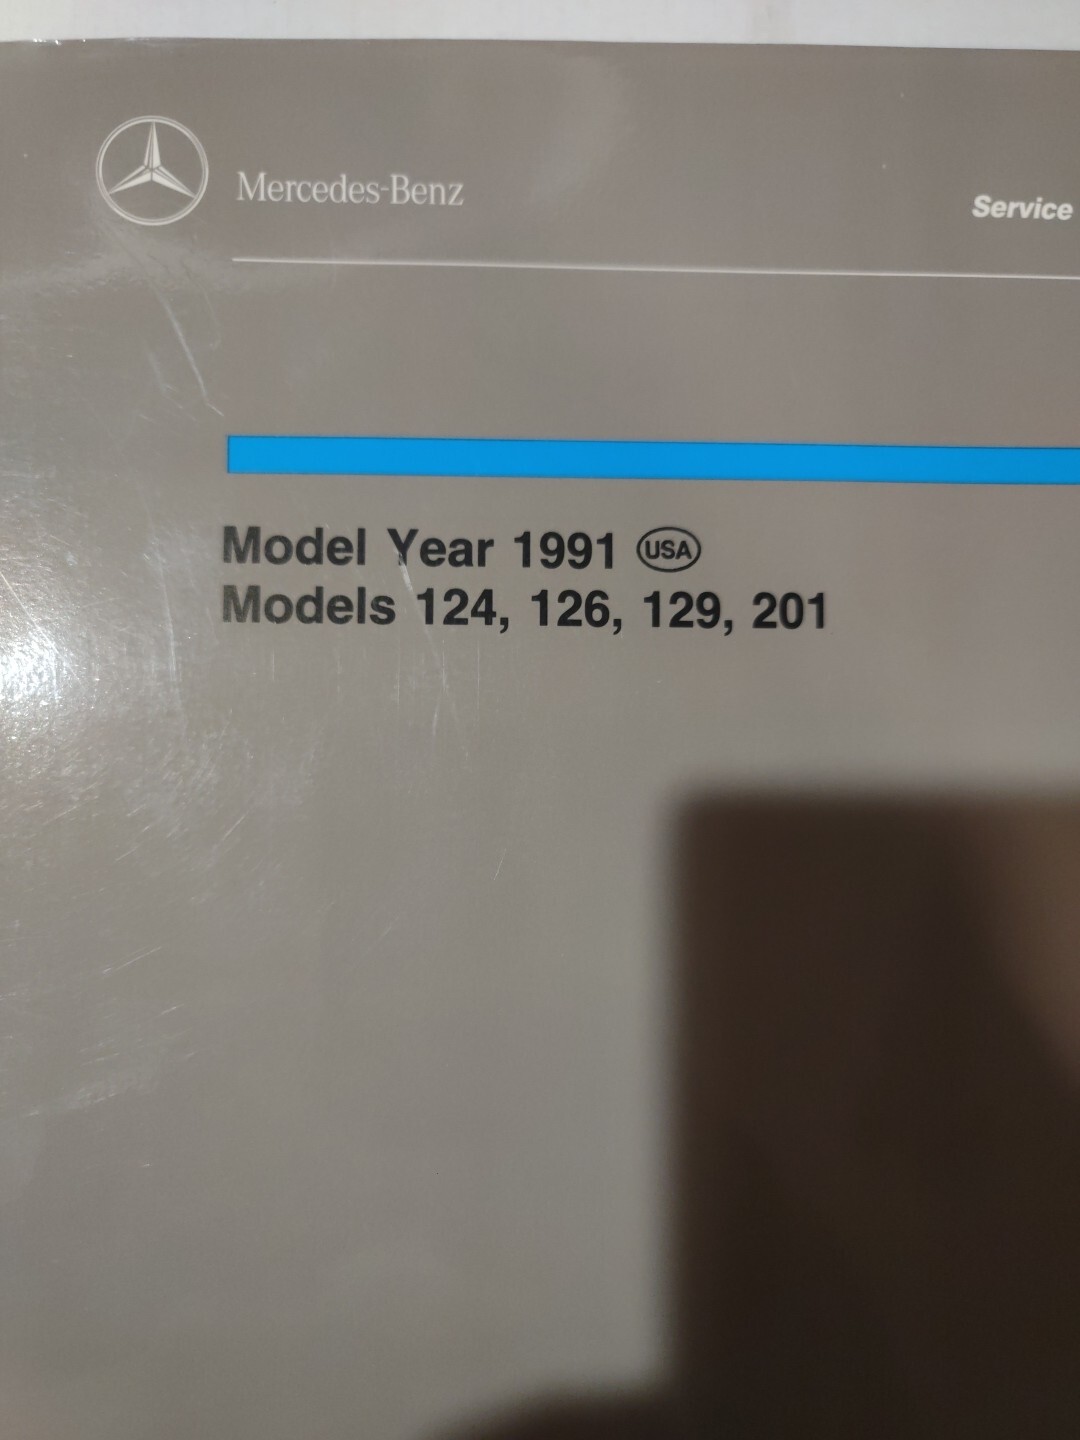 Mercedes-Benz
Service
Model Year 1991 USA
Models 124, 126, 129, 201